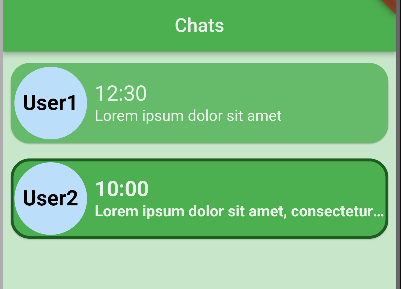 Chats
User1
12:30
Lorem ipsum dolor sit amet
User2
10:00
Lorem ipsum dolor sit amet, consectetur...